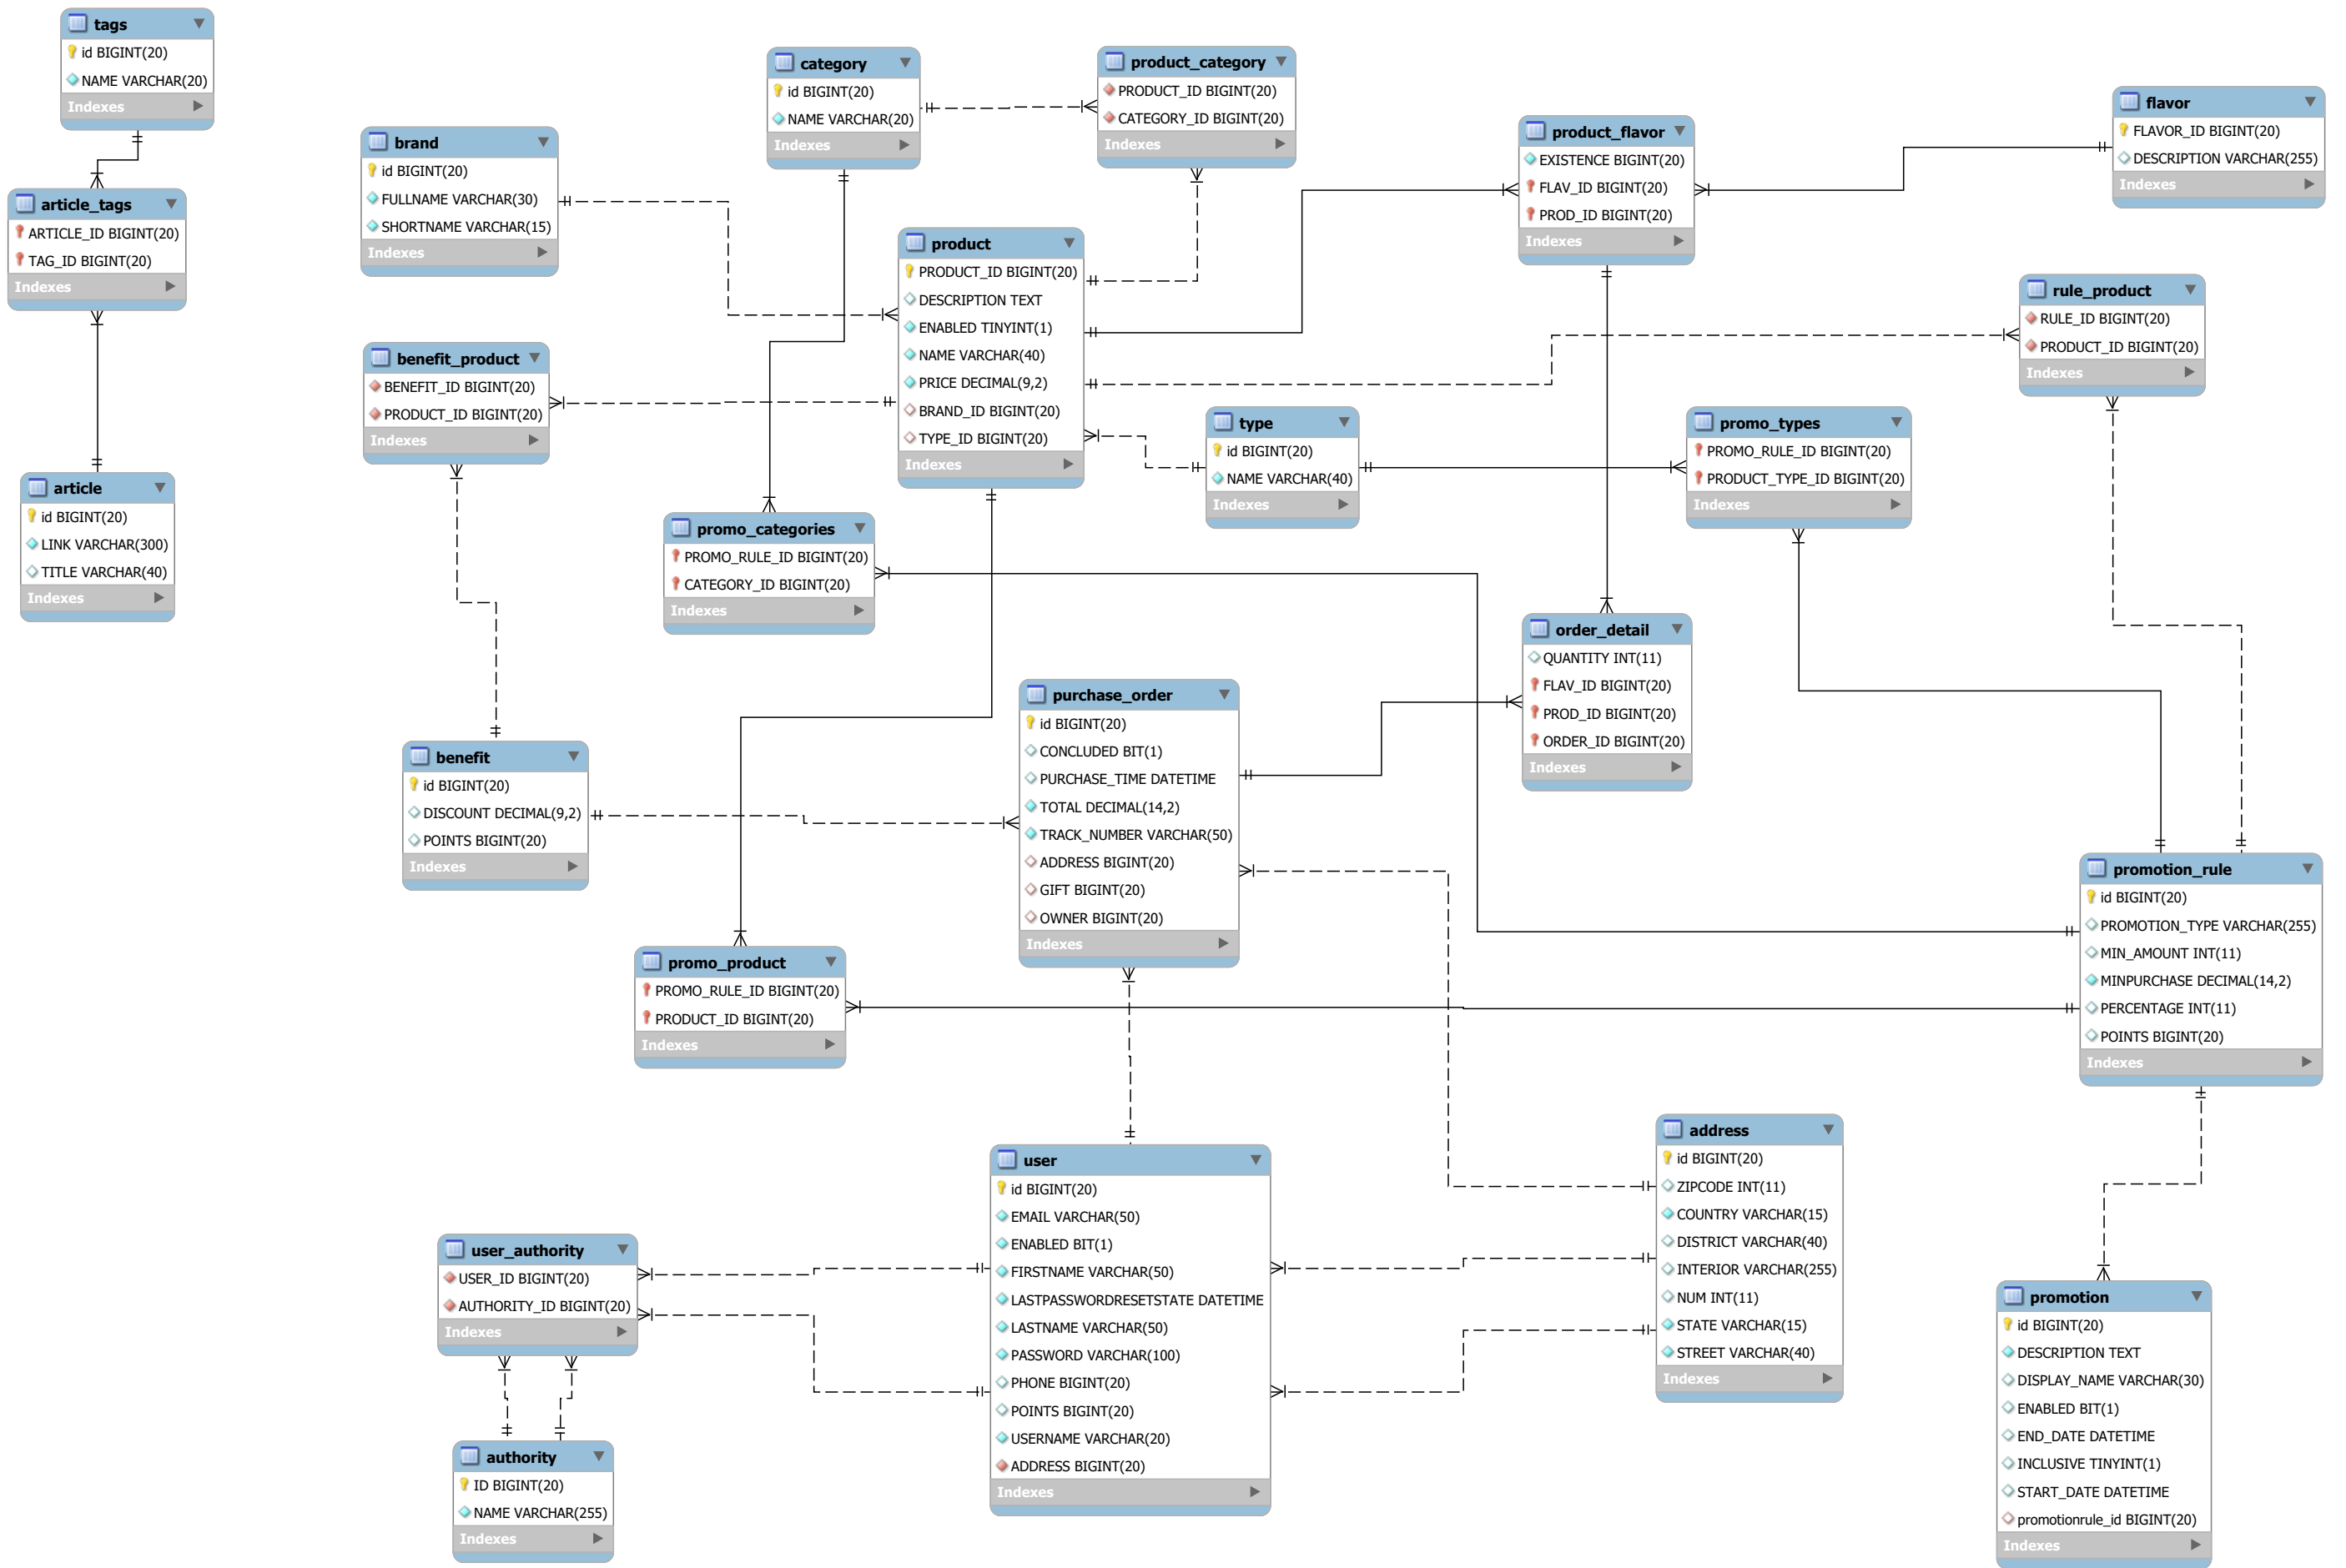 tags
id BIGINT(20)
NAME VARCHAR(20)
Indexes
article_tags
ARTICLE_ID BIGINT(20)
TAG_ID BIGINT(20)
Indexes
article
id BIGINT(20)
LINK VARCHAR(300)
TITLE VARCHAR(40)
Indexes
brand
id BIGINT(20)
FULLNAME VARCHAR(30)
SHORTNAME VARCHAR(15)
Indexes
benefit_product
BENEFIT_ID BIGINT(20)
PRODUCT_ID BIGINT(20)
Indexes
benefit
id BIGINT(20)
DISCOUNT DECIMAL(9,2)
POINTS BIGINT(20)
Indexes
category
id BIGINT(20)
NAME VARCHAR(20)
Indexes
product_category
PRODUCT_ID BIGINT(20)
CATEGORY_ID BIGINT(20)
Indexes
product
PRODUCT_ID BIGINT(20)
DESCRIPTION TEXT
ENABLED TINYINT(1)
NAME VARCHAR(40)
PRICE DECIMAL(9,2)
BRAND_ID BIGINT(20)
TYPE_ID BIGINT(20)
Indexes
product_flavor
EXISTENCE BIGINT(20)
FLAV_ID BIGINT(20)
PROD_ID BIGINT(20)
Indexes
flavor
FLAVOR_ID BIGINT(20)
DESCRIPTION VARCHAR(255)
Indexes
rule_product
RULE_ID BIGINT(20)
PRODUCT_ID BIGINT(20)
Indexes
type
id BIGINT(20)
NAME VARCHAR(40)
Indexes
promo_types
PROMO_RULE_ID BIGINT(20)
PRODUCT_TYPE_ID BIGINT(20)
Indexes
promo_categories
PROMO_RULE_ID BIGINT(20)
CATEGORY_ID BIGINT(20)
Indexes
order_detail
QUANTITY INT(11)
FLAV_ID BIGINT(20)
PROD_ID BIGINT(20)
ORDER_ID BIGINT(20)
Indexes
purchase_order
id BIGINT(20)
CONCLUDED BIT(1)
PURCHASE_TIME DATETIME
TOTAL DECIMAL(14,2)
TRACK_NUMBER VARCHAR(50)
ADDRESS BIGINT(20)
GIFT BIGINT(20)
OWNER BIGINT(20)
Indexes
promo_product
PROMO_RULE_ID BIGINT(20)
PRODUCT_ID BIGINT(20)
Indexes
promotion_rule
id BIGINT(20)
PROMOTION_TYPE VARCHAR(255)
MIN_AMOUNT INT(11)
MINPURCHASE DECIMAL(14,2)
PERCENTAGE INT(11)
POINTS BIGINT(20)
Indexes
user
id BIGINT(20)
EMAIL VARCHAR(50)
ENABLED BIT(1)
FIRSTNAME VARCHAR(50)
LASTPASSWORDRESETSTATE DATETIME
LASTNAME VARCHAR(50)
PASSWORD VARCHAR(100)
PHONE BIGINT(20)
POINTS BIGINT(20)
USERNAME VARCHAR(20)
ADDRESS BIGINT(20)
Indexes
address
id BIGINT(20)
ZIPCODE INT(11)
COUNTRY VARCHAR(15)
DISTRICT VARCHAR(40)
INTERIOR VARCHAR(255)
NUM INT(11)
STATE VARCHAR(15)
STREET VARCHAR(40)
Indexes
user_authority
USER_ID BIGINT(20)
AUTHORITY_ID BIGINT(20)
Indexes
authority
ID BIGINT(20)
NAME VARCHAR(255)
Indexes
promotion
id BIGINT(20)
DESCRIPTION TEXT
DISPLAY_NAME VARCHAR(30)
ENABLED BIT(1)
END_DATE DATETIME
INCLUSIVE TINYINT(1)
START_DATE DATETIME
promotionrule_id BIGINT(20)
Indexes